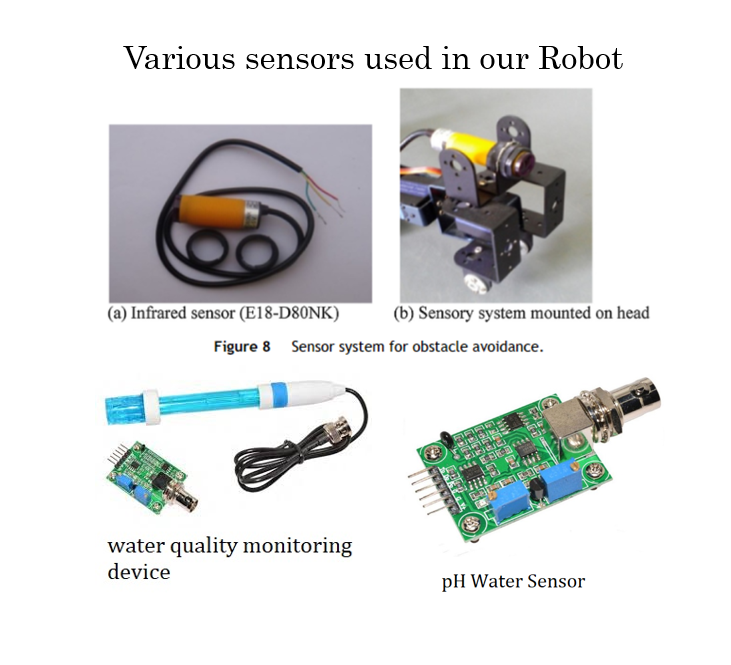 Various sensors used in our Robot
(a) Infrared sensor (E18-D80NK)
(b) Sensory system mounted on head
Figure 8 Sensor system for obstacle avoidance.
water quality monitoring
device
pH Water Sensor